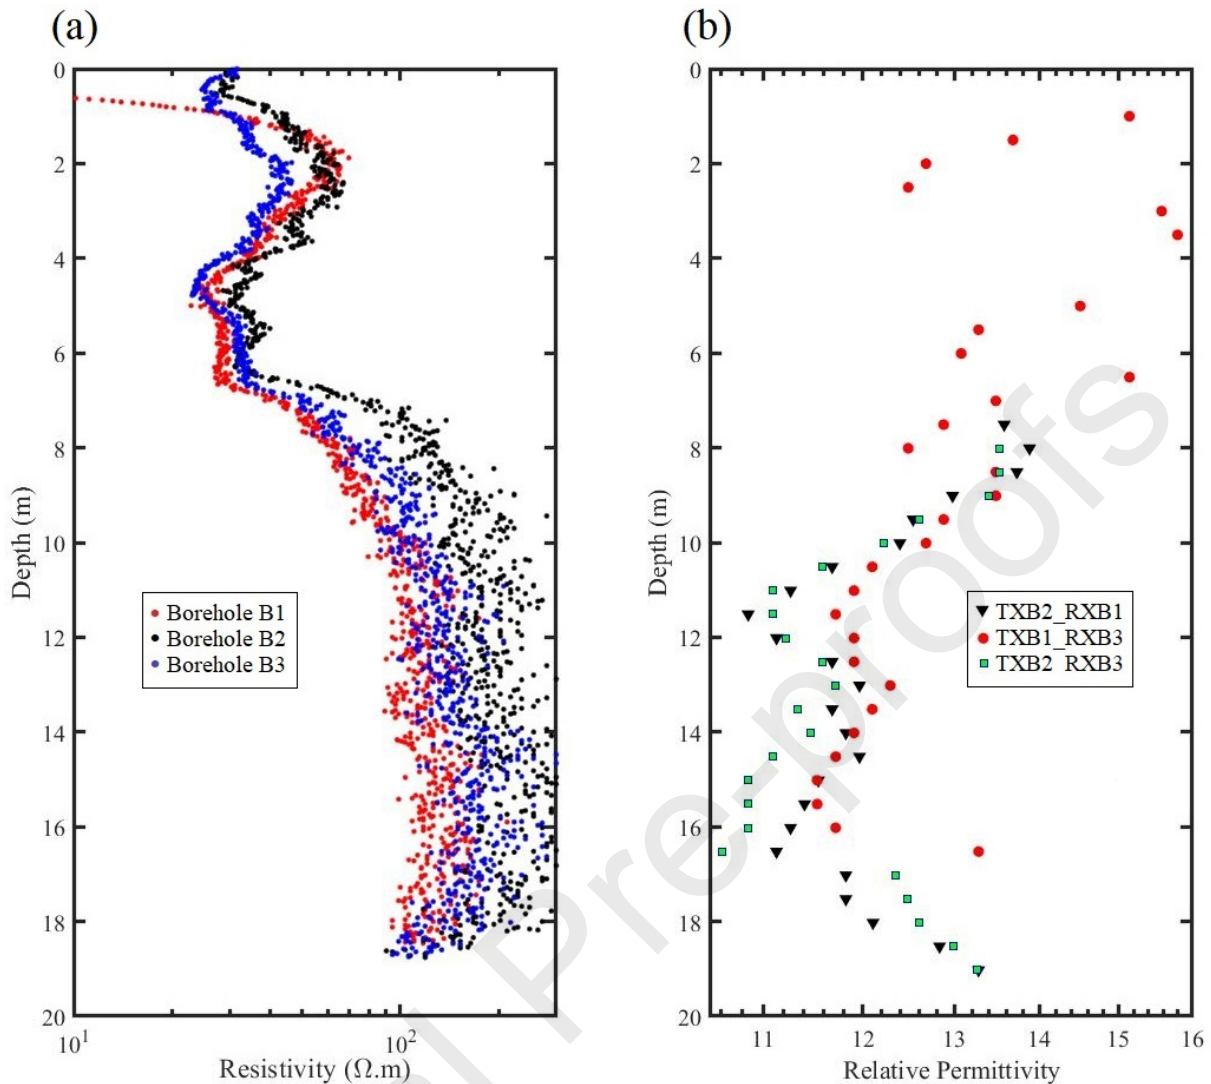 (a)
0
2
4
6
8
10
12
14
16
18
20
Depth (m)
Borehole B1
Borehole B2
Borehole B3
10¹
10²
Resistivity (Ω.m)
(b)
0
2
4
6
8
10
12
14
16
18
20
Depth (m)
TXB2_RXB1
TXB1_RXB3
TXB2 RXB3
11
12
13
14
15
16
Relative Permittivity
l Pre-proofs